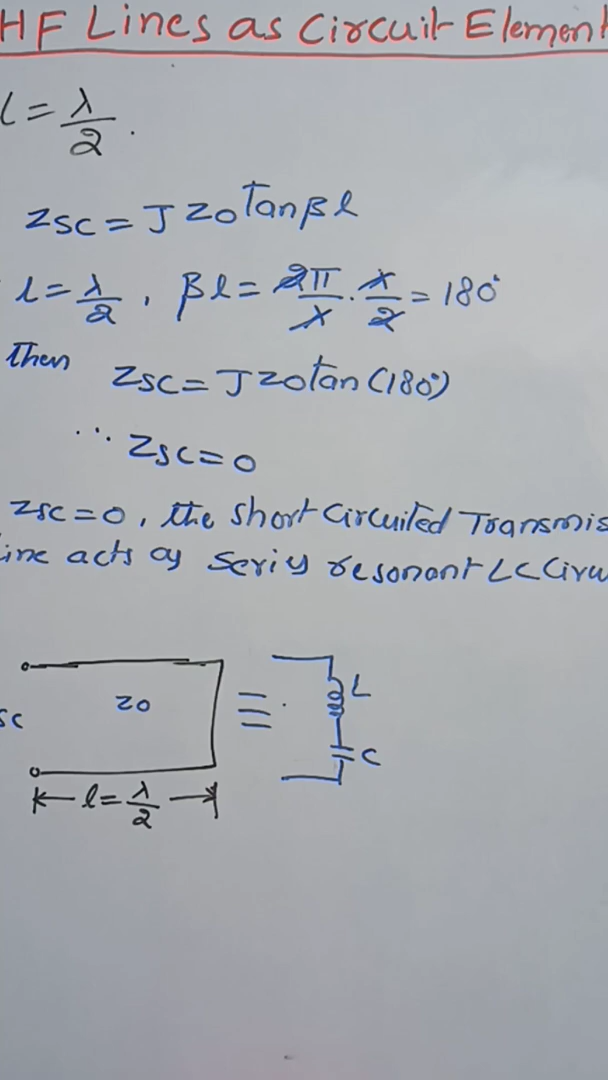 HF Lines as Circuit Element
l = λ/2.
Zsc = J Zo Tan βl
l = λ/2, βl = 2π/λ · λ/2 = 180°
Then Zsc = J Zo tan (180°)
∴ Zsc = 0
Zsc = 0, the short circuited Transmis
ine acts as series resonant LC Circu
L
sc Zo ≡
C
l = λ/2